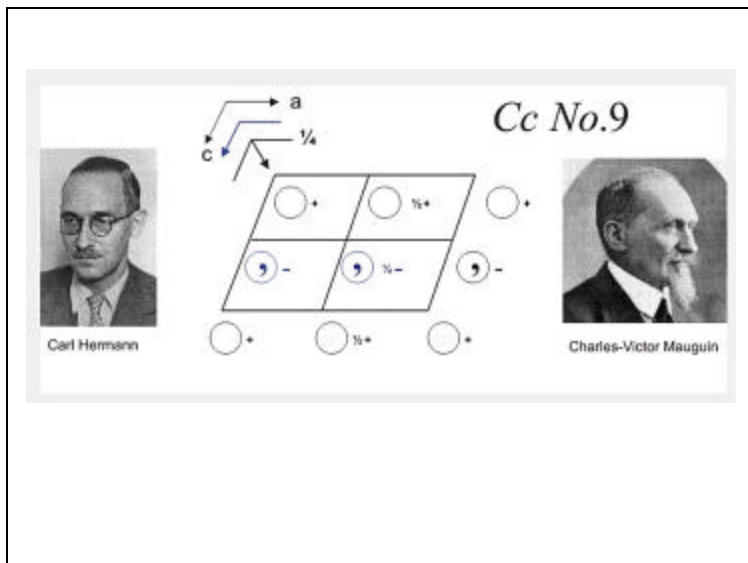 a
Cc No.9
c
¼
+ ½+ +
, - , ½- , -
+ ½+ +
Carl Hermann
Charles-Victor Mauguin